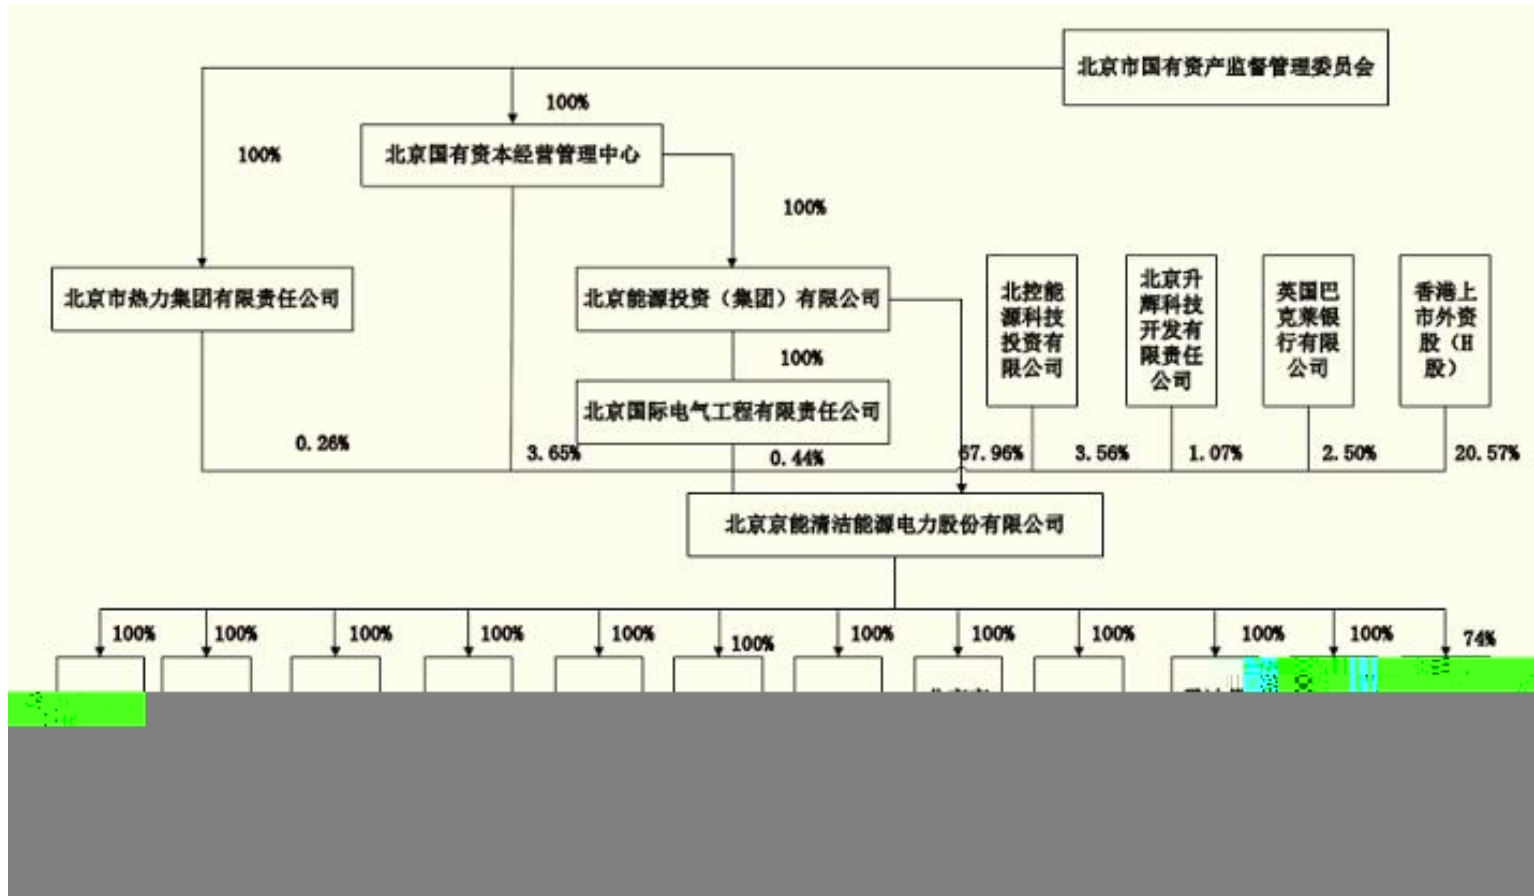 北京市国有资产监督管理委员会
100%
北京国有资本经营管理中心
100%
100%
北京市热力集团有限责任公司
北京能源投资（集团）有限公司
北控能
源科技
投资有
限公司
北京升
辉科技
开发有
限责任
公司
英国巴
克莱银
行有限
公司
香港上
市外资
股（H
股）
100%
北京国际电气工程有限责任公司
0.26%
3.65%
0.44%
67.96%
3.56%
1.07%
2.50%
20.57%
北京京能清洁能源电力股份有限公司
100%
100%
100%
100%
100%
100%
100%
100%
100%
100%
100%
74%